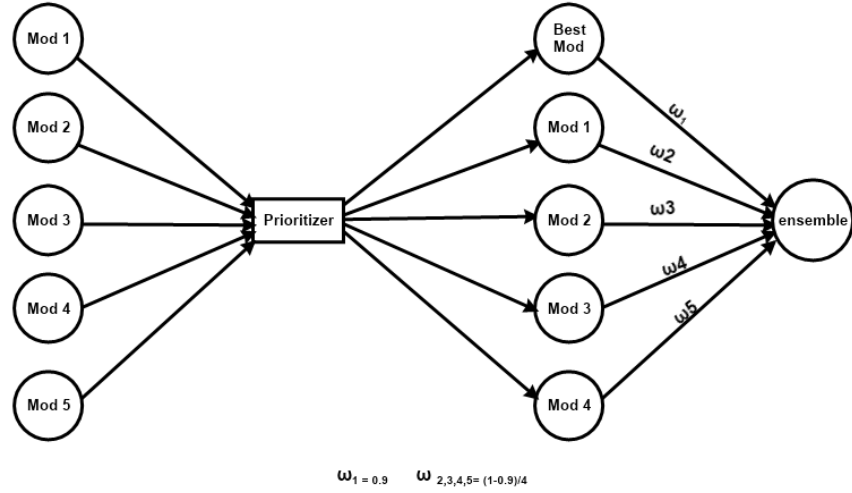 Mod 1
Mod 2
Mod 3
Mod 4
Mod 5
Prioritizer
Best
Mod
Mod 1
Mod 2
Mod 3
Mod 4
ω1
ω2
ω3
ω4
ω5
ensemble
ω1 = 0.9 ω 2,3,4,5= (1-0.9)/4